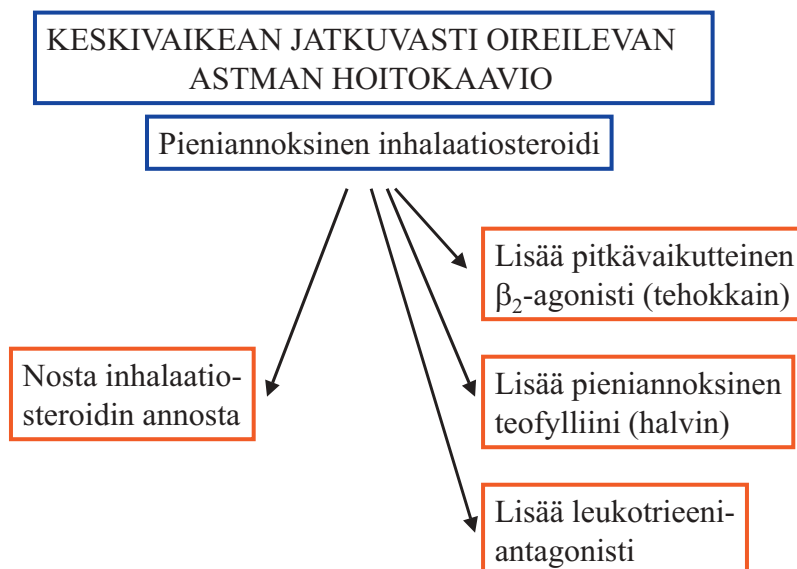 KESKIVAIKEAN JATKUVASTI OIREILEVAN
ASTMAN HOITOKAAVIO
Pieniannoksinen inhalaatiosteroidi
Nosta inhalaatio-
steroidin annosta
Lisää pitkävaikutteinen
β₂-agonisti (tehokkain)
Lisää pieniannoksinen
teofylliini (halvin)
Lisää leukotrieeni-
antagonisti